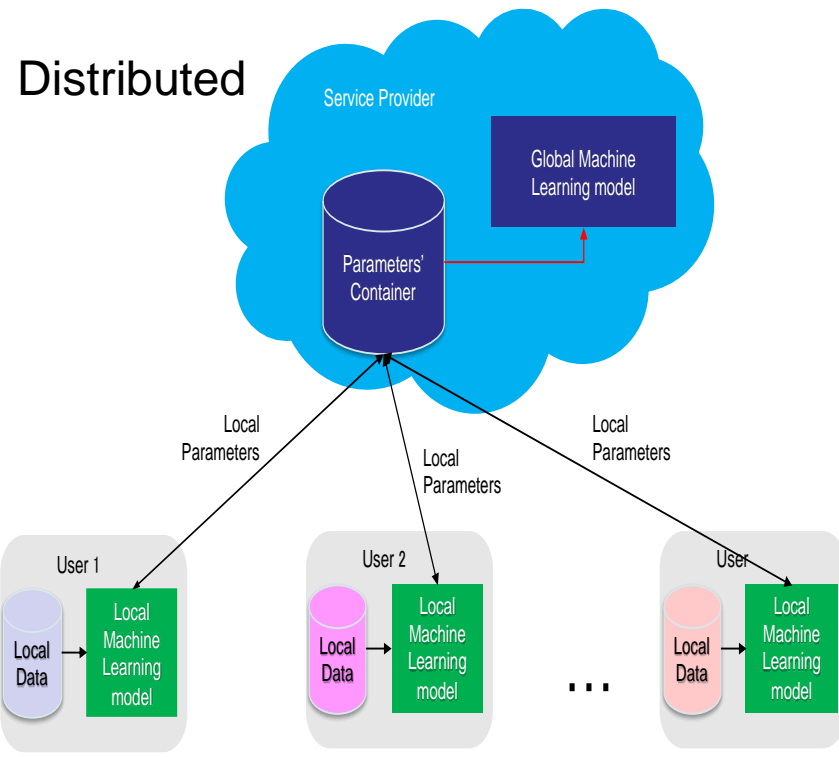 Distributed
Service Provider
Global Machine
Learning model
Parameters'
Container
Local
Parameters
Local
Parameters
Local
Parameters
User 1
Local
Data
Local
Machine
Learning
model
User 2
Local
Data
Local
Machine
Learning
model
...
User
Local
Data
Local
Machine
Learning
model